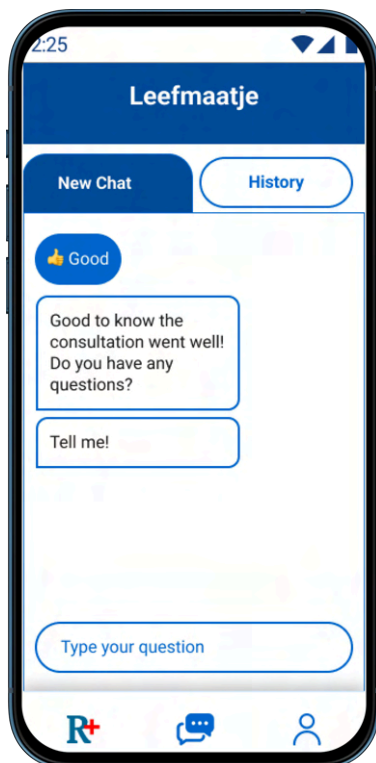 2:25
Leefmaatje
New Chat
History
👍 Good
Good to know the
consultation went well!
Do you have any
questions?
Tell me!
Type your question
R+